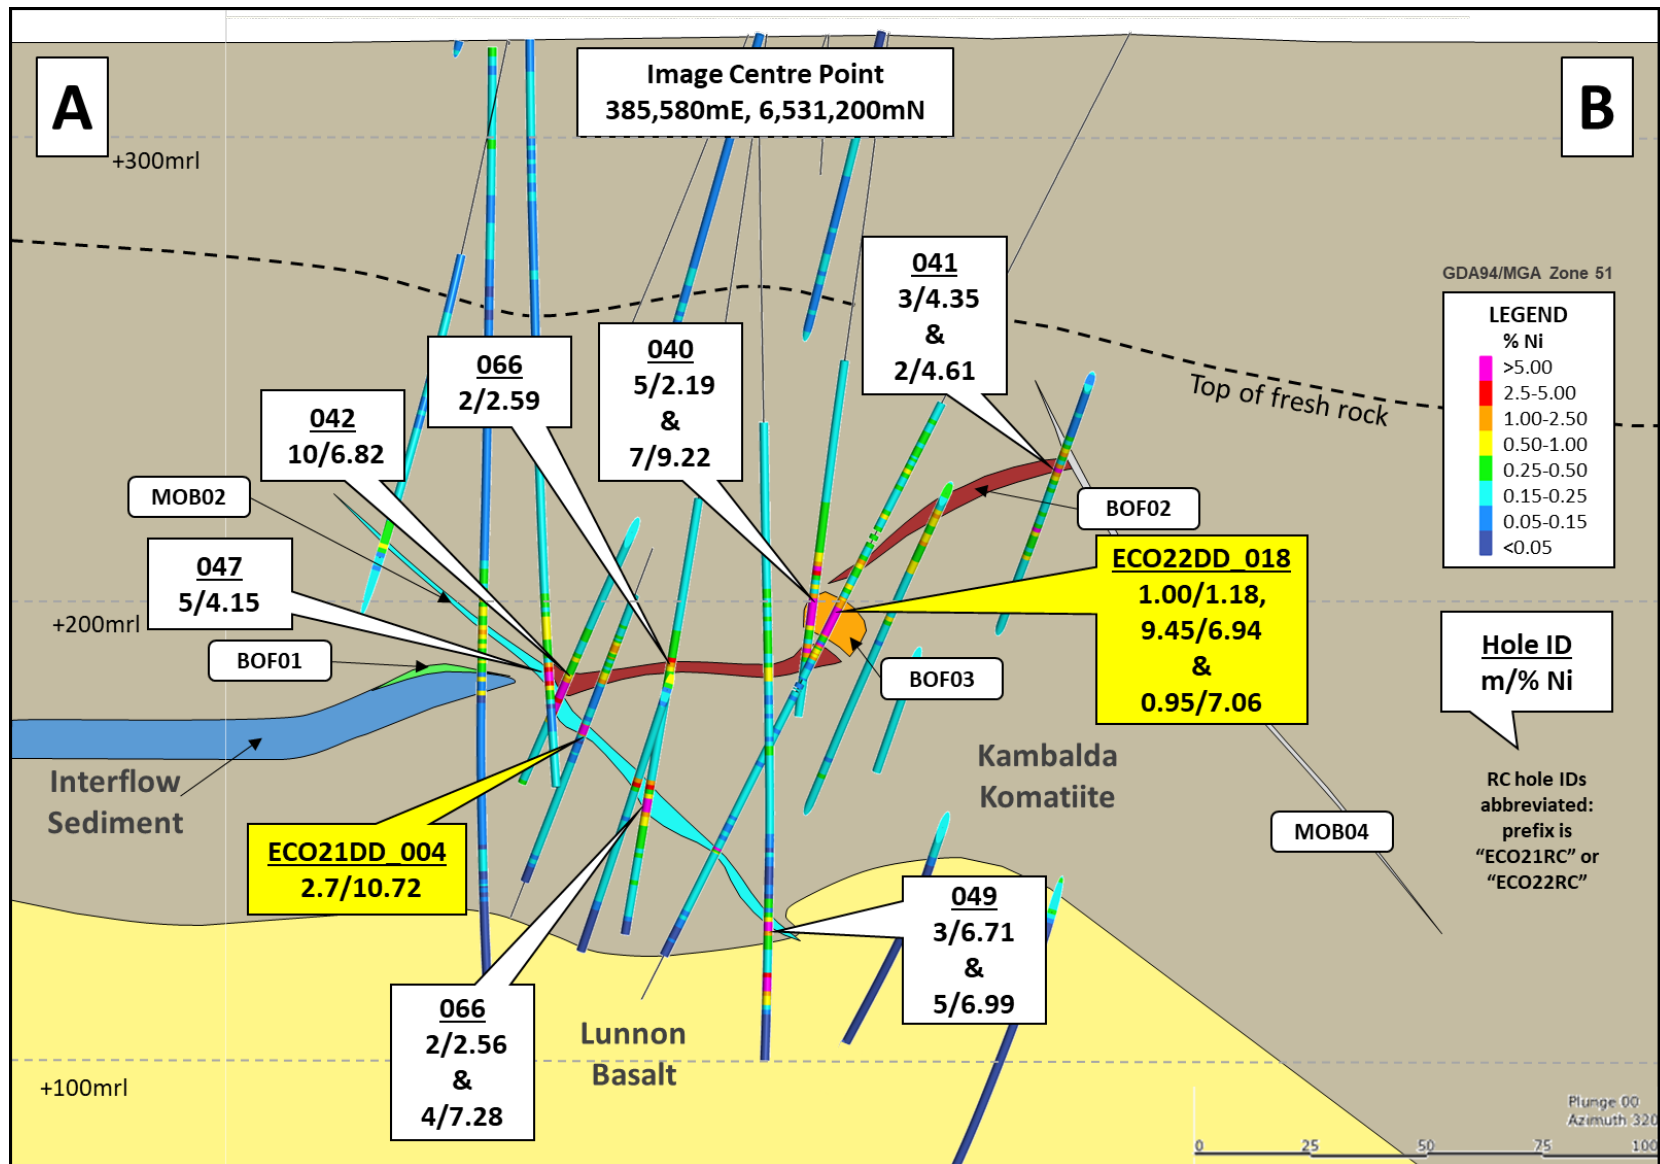 A
Image Centre Point
385,580mE, 6,531,200mN
B
+300mrl
041
3/4.35
&
2/4.61
GDA94/MGA Zone 51
LEGEND
% Ni
>5.00
2.5-5.00
1.00-2.50
0.50-1.00
0.25-0.50
0.15-0.25
0.05-0.15
<0.05
066
2/2.59
040
5/2.19
&
7/9.22
Top of fresh rock
042
10/6.82
MOB02
BOF02
047
5/4.15
ECO22DD_018
1.00/1.18,
9.45/6.94
&
0.95/7.06
+200mrl
BOF01
BOF03
Hole ID
m/% Ni
Interflow
Sediment
Kambalda
Komatiite
RC hole IDs
abbreviated:
prefix is
“ECO21RC” or
“ECO22RC”
MOB04
ECO21DD_004
2.7/10.72
049
3/6.71
&
5/6.99
066
2/2.56
&
4/7.28
Lunnon
Basalt
+100mrl
Plunge 00
Azimuth 320
0 25 50 75 100